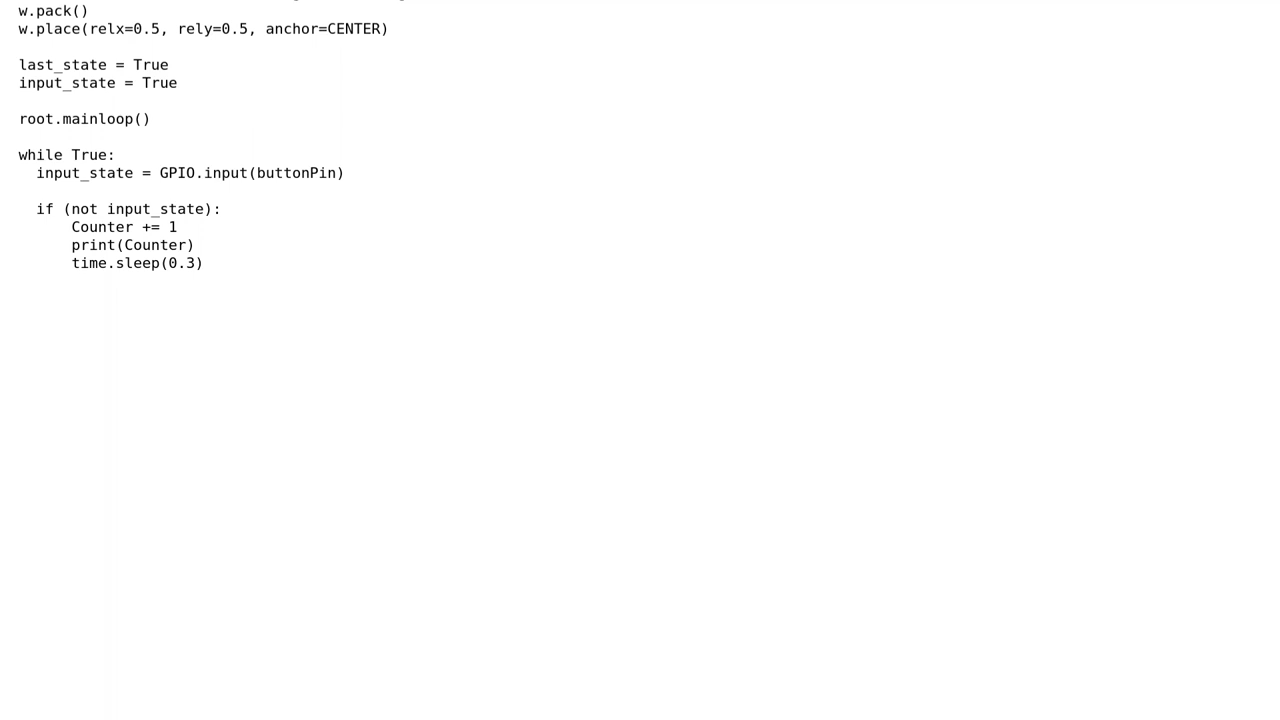 w.pack()
w.place(relx=0.5, rely=0.5, anchor=CENTER)
last_state = True
input_state = True
root.mainloop()
while True:
  input_state = GPIO.input(buttonPin)
  if (not input_state):
      Counter += 1
      print(Counter)
      time.sleep(0.3)